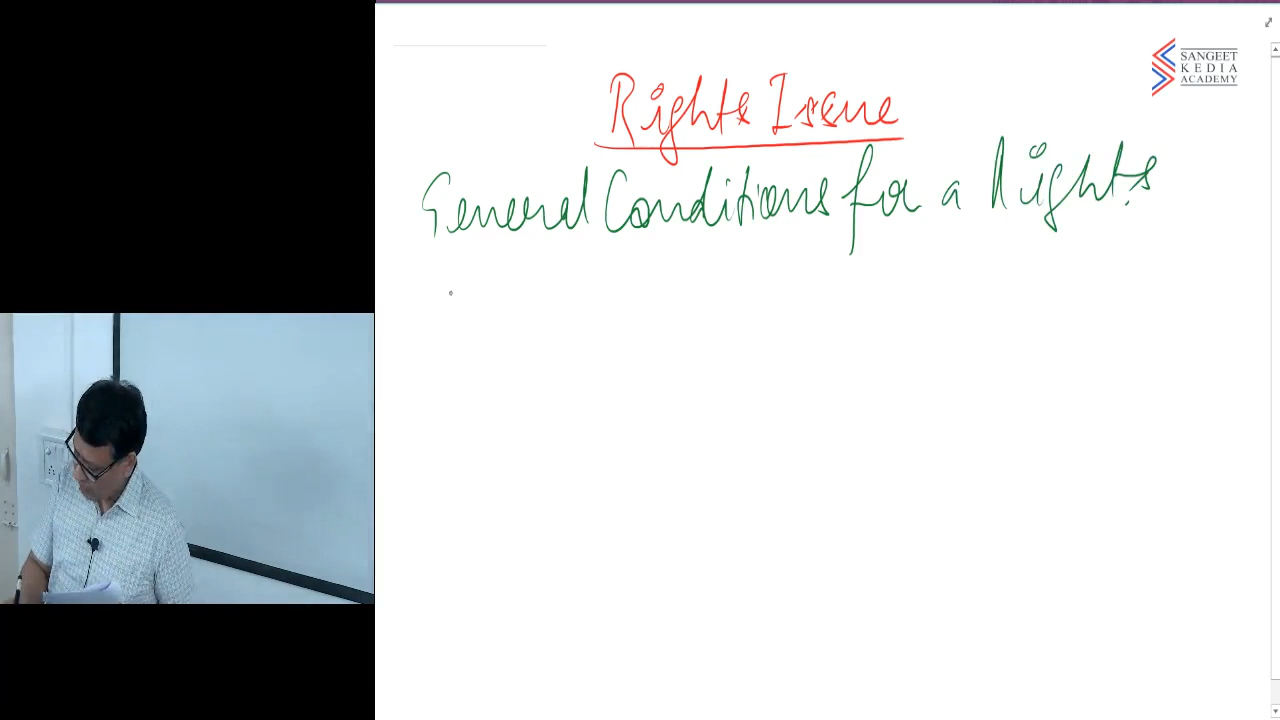 SANGEET
KEDIA
ACADEMY
Rights Issue
General Conditions for a Rights